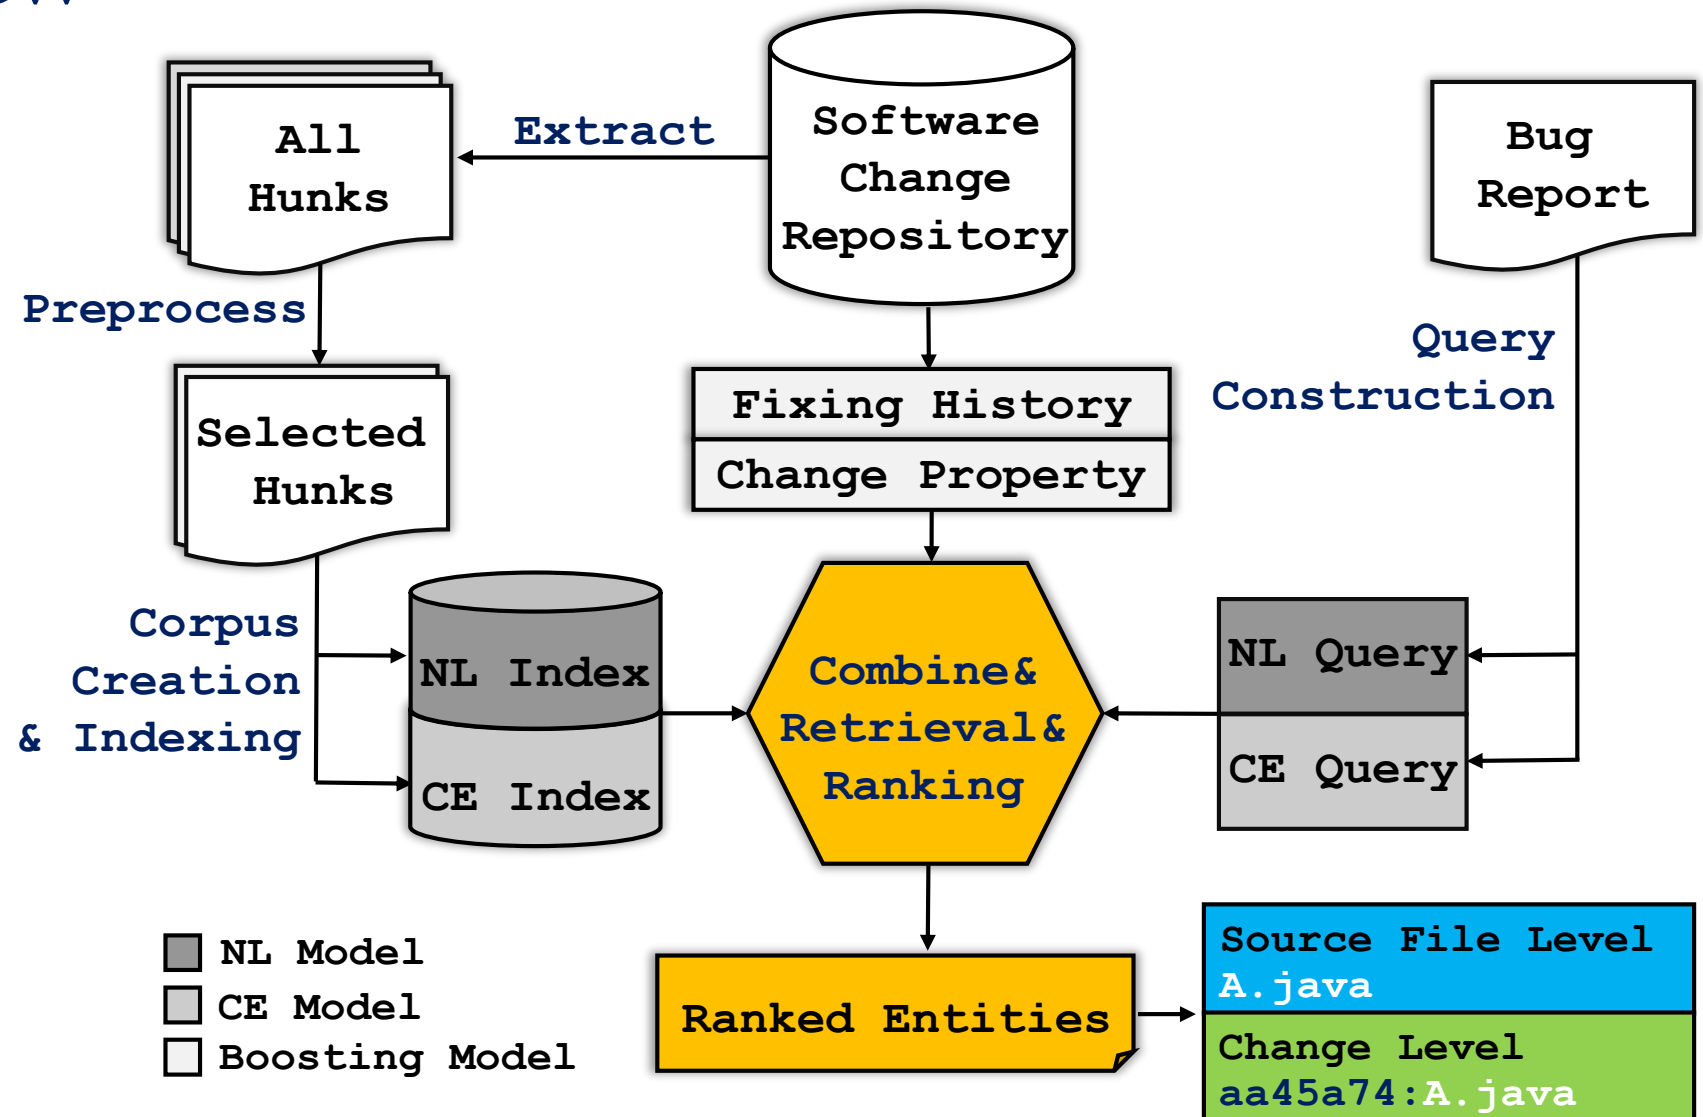 All
Hunks
Extract
Software
Change
Repository
Bug
Report
Preprocess
Query
Construction
Selected
Hunks
Fixing History
Change Property
Corpus
Creation
& Indexing
NL Index
CE Index
Combine&
Retrieval&
Ranking
NL Query
CE Query
NL Model
CE Model
Boosting Model
Ranked Entities
Source File Level
A.java
Change Level
aa45a74:A.java